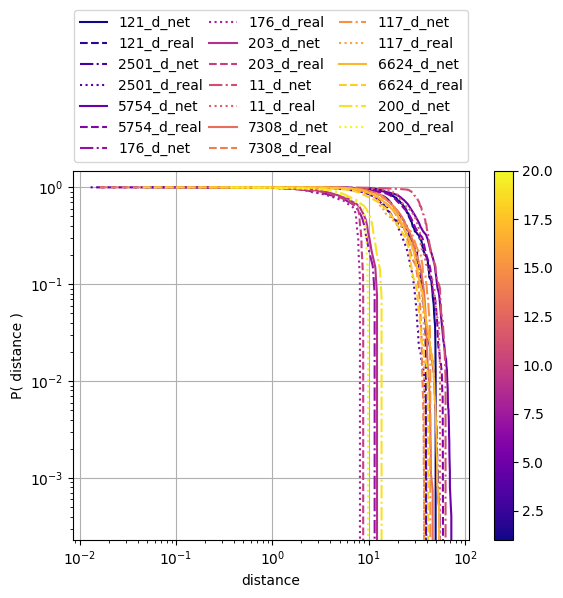 121_d_net
121_d_real
2501_d_net
2501_d_real
5754_d_net
5754_d_real
176_d_net
176_d_real
203_d_net
203_d_real
11_d_net
11_d_real
7308_d_net
7308_d_real
117_d_net
117_d_real
6624_d_net
6624_d_real
200_d_net
200_d_real
P( distance )
10⁰
10⁻¹
10⁻²
10⁻³
10⁻²
10⁻¹
10⁰
10¹
10²
distance
20.0
17.5
15.0
12.5
10.0
7.5
5.0
2.5